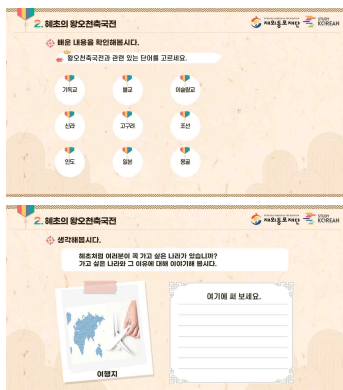 2. 혜초의 왕오천축국전
재외동포재단
STUDY
KOREAN
배운 내용을 확인해봅시다.
왕오천축국전과 관련 있는 단어를 고르세요.
기독교
불교
이슬람교
신라
고구려
조선
인도
일본
몽골
2. 혜초의 왕오천축국전
재외동포재단
STUDY
KOREAN
생각해봅시다.
혜초처럼 여러분이 꼭 가고 싶은 나라가 있습니까?
가고 싶은 나라와 그 이유에 대해 이야기해 봅시다.
여기에 써 보세요.
여행지